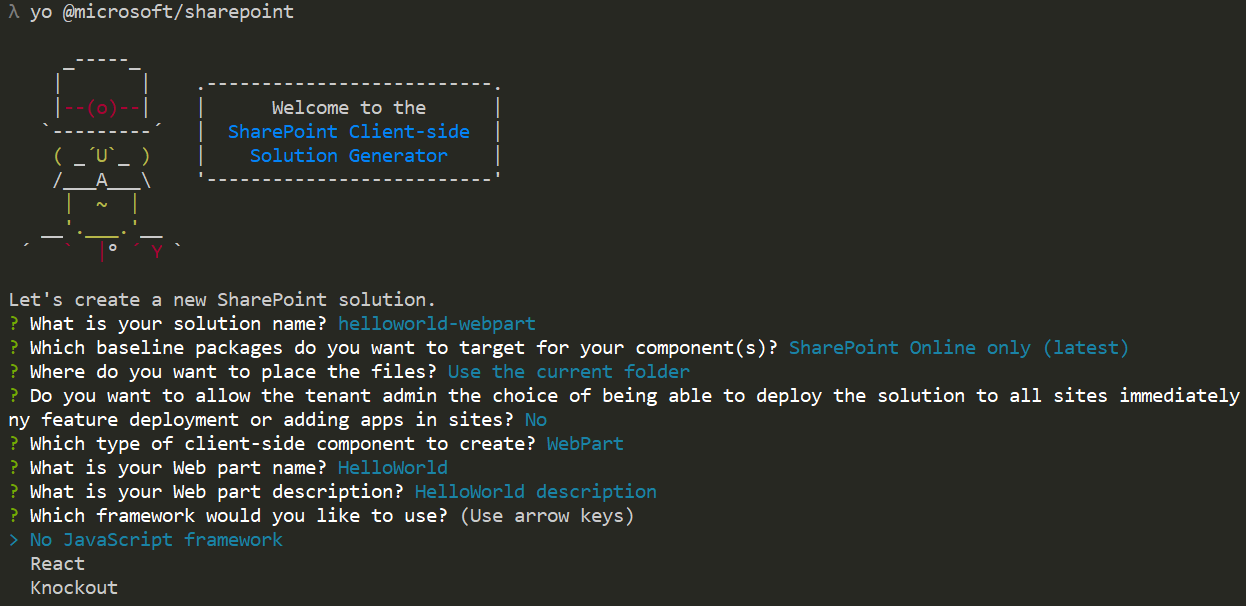 λ yo @microsoft/sharepoint
     _-----_
    |       |    .--------------------------.
    |--(o)--|    |      Welcome to the      |
   `---------´   |  SharePoint Client-side  |
    ( _´U`_ )    |    Solution Generator    |
    /___A___\    '--------------------------'
     |  ~  |
   __'.___.'__
 ´   `  |° ´ Y `
Let's create a new SharePoint solution.
? What is your solution name? helloworld-webpart
? Which baseline packages do you want to target for your component(s)? SharePoint Online only (latest)
? Where do you want to place the files? Use the current folder
? Do you want to allow the tenant admin the choice of being able to deploy the solution to all sites immediately
ny feature deployment or adding apps in sites? No
? Which type of client-side component to create? WebPart
? What is your Web part name? HelloWorld
? What is your Web part description? HelloWorld description
? Which framework would you like to use? (Use arrow keys)
> No JavaScript framework
  React
  Knockout